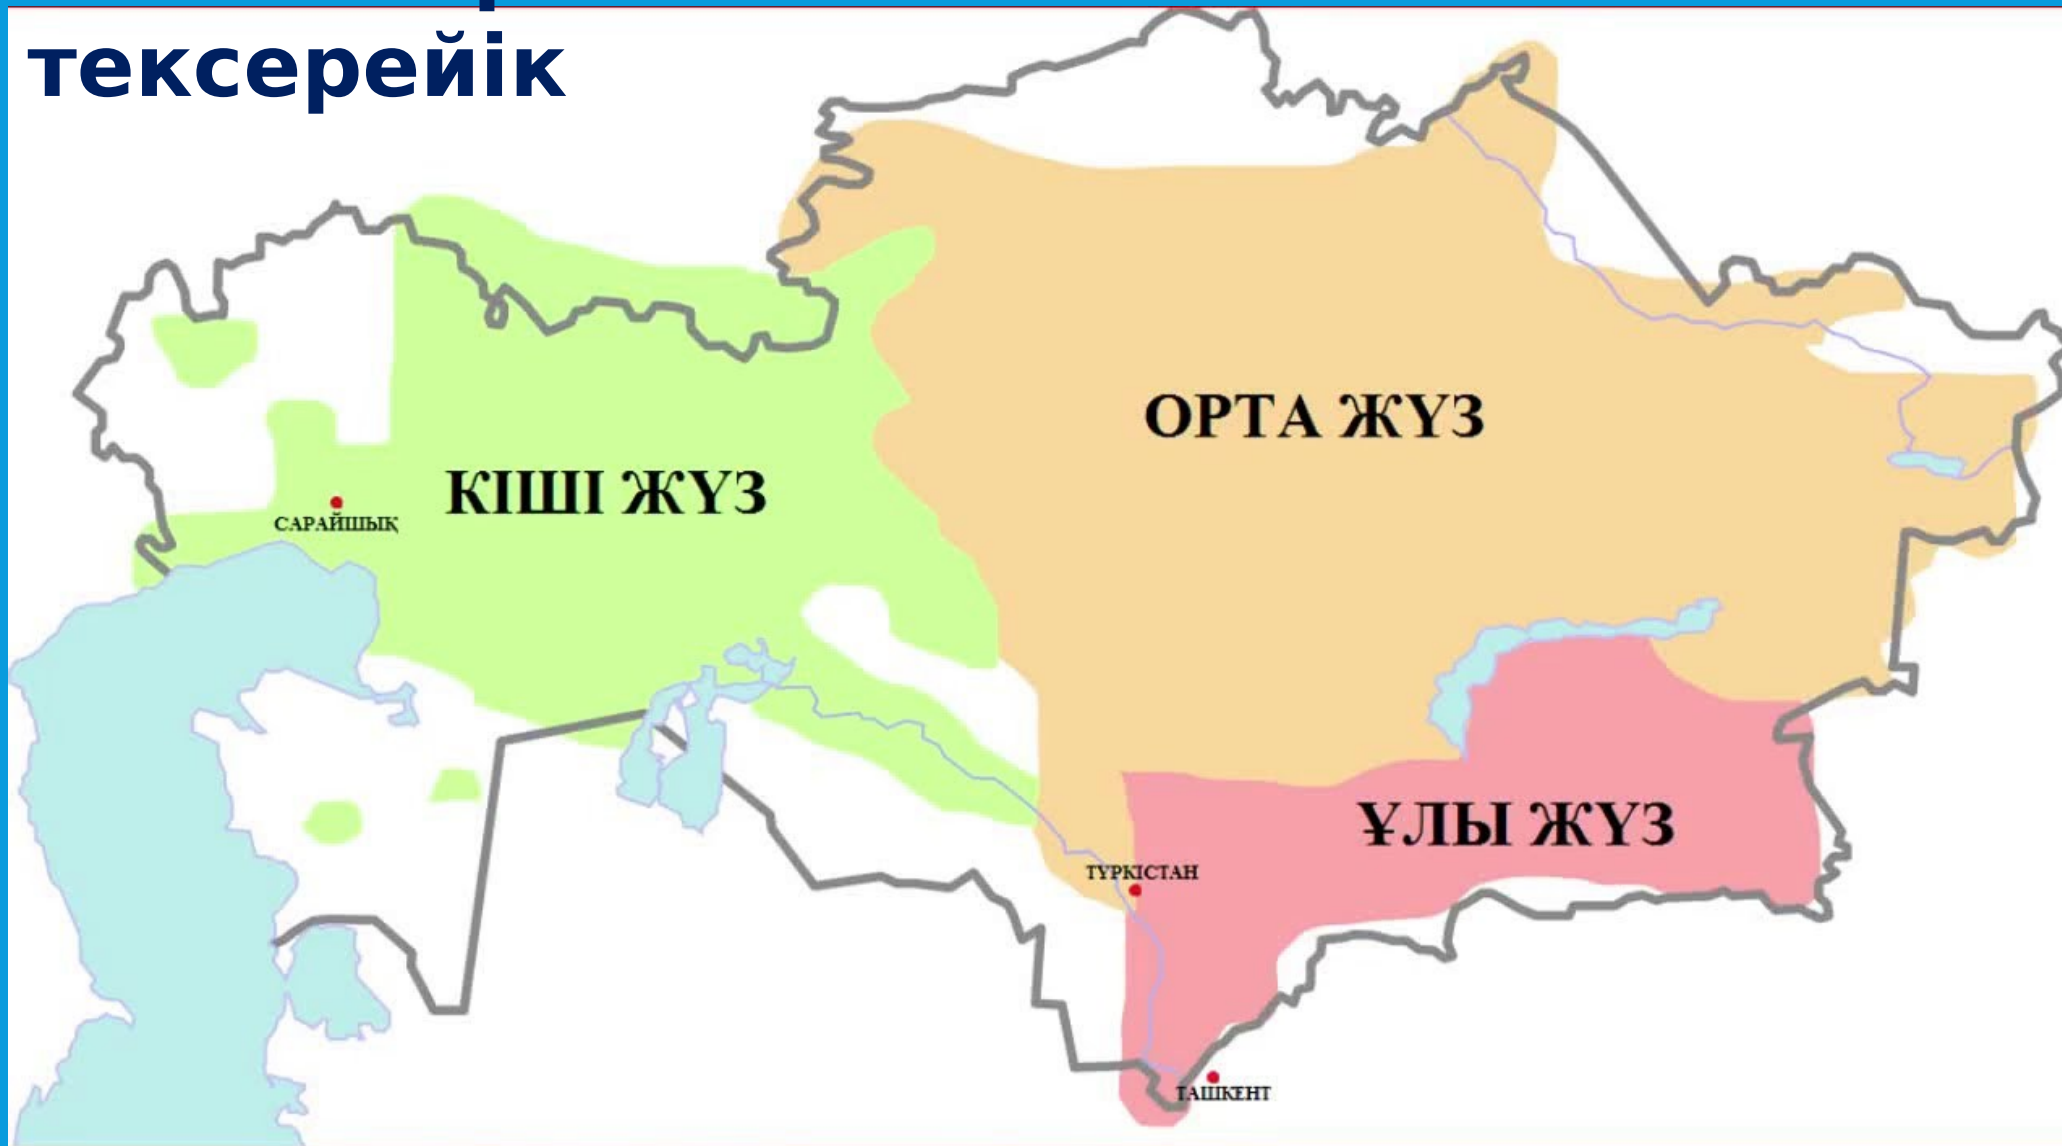 тексерейік
ОРТА ЖҮЗ
КІШІ ЖҮЗ
САРАЙШЫҚ
ҰЛЫ ЖҮЗ
ТҮРКІСТАН
ТАШКЕНТ